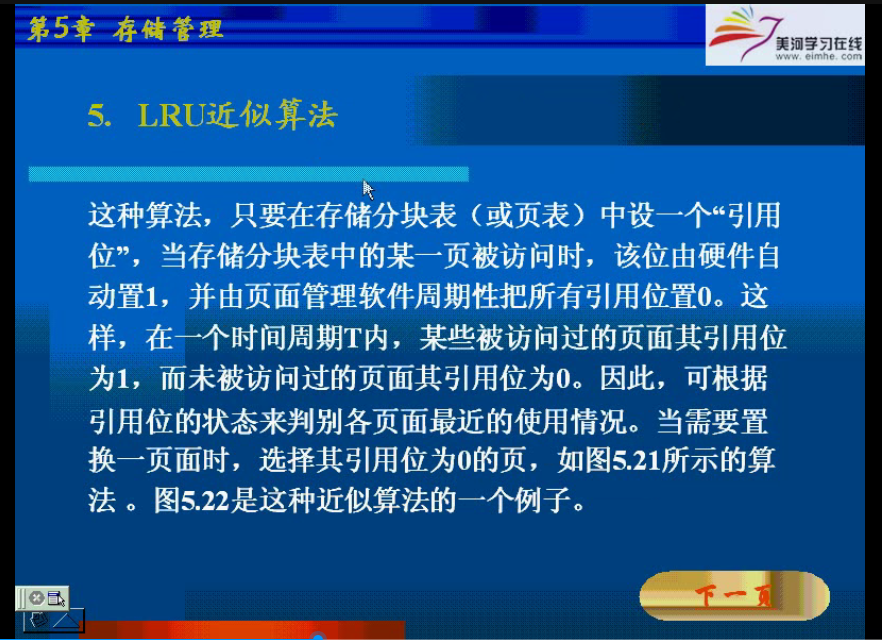 第5章 存储管理
美河学习在线
www.eimhe.com
5. LRU近似算法
这种算法，只要在存储分块表（或页表）中设一个“引用
位”，当存储分块表中的某一页被访问时，该位由硬件自
动置1，并由页面管理软件周期性把所有引用位置0。这
样，在一个时间周期T内，某些被访问过的页面其引用位
为1，而未被访问过的页面其引用位为0。因此，可根据
引用位的状态来判别各页面最近的使用情况。当需要置
换一页面时，选择其引用位为0的页，如图5.21所示的算
法 。图5.22是这种近似算法的一个例子。
下一页